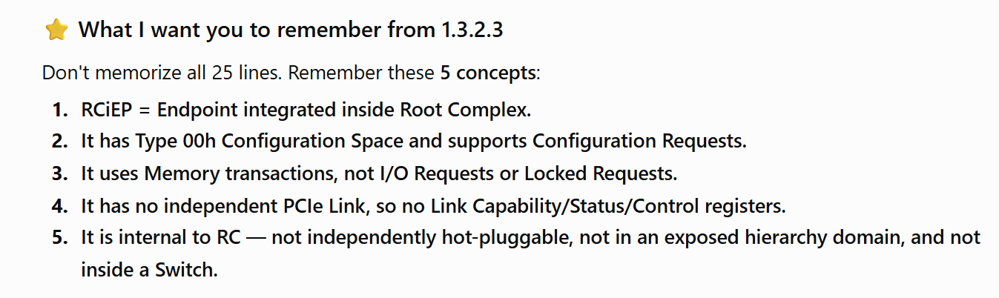 ⭐ What I want you to remember from 1.3.2.3
Don't memorize all 25 lines. Remember these 5 concepts:
1. RCiEP = Endpoint integrated inside Root Complex.
2. It has Type 00h Configuration Space and supports Configuration Requests.
3. It uses Memory transactions, not I/O Requests or Locked Requests.
4. It has no independent PCIe Link, so no Link Capability/Status/Control registers.
5. It is internal to RC — not independently hot-pluggable, not in an exposed hierarchy domain, and not
inside a Switch.